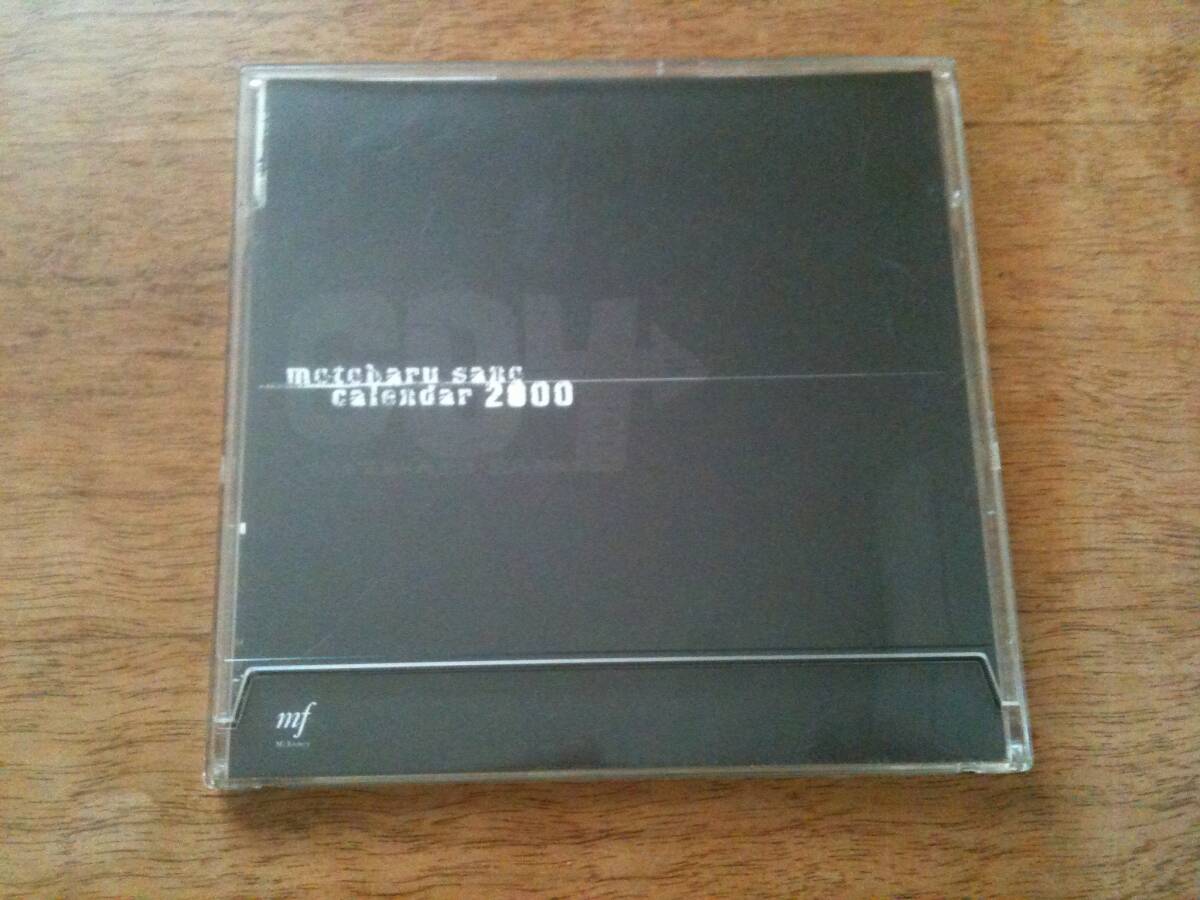 motoharu sano
calendar 2000
mf